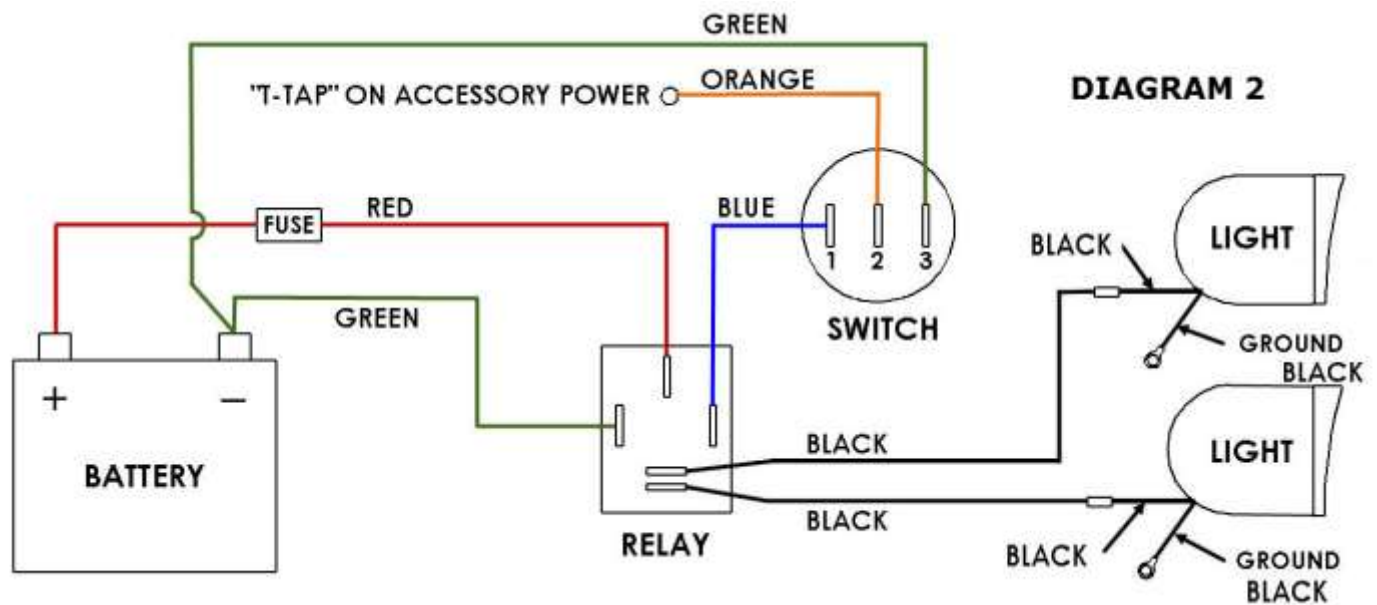 GREEN
"T-TAP" ON ACCESSORY POWER
ORANGE
DIAGRAM 2
FUSE
RED
BLUE
1 2 3
SWITCH
BLACK
LIGHT
GROUND
BLACK
GREEN
+ −
BATTERY
RELAY
BLACK
BLACK
LIGHT
BLACK
GROUND
BLACK